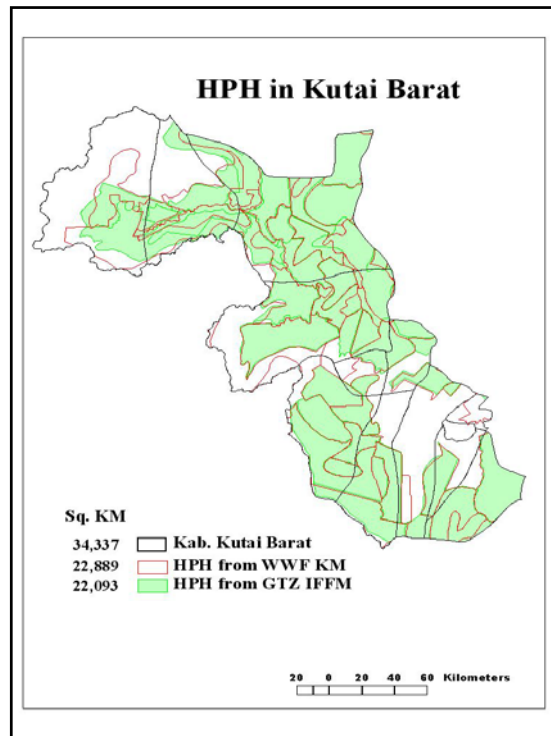 HPH in Kutai Barat
Sq. KM
34,337 Kab. Kutai Barat
22,889 HPH from WWF KM
22,093 HPH from GTZ IFFM
20 0 20 40 60 Kilometers